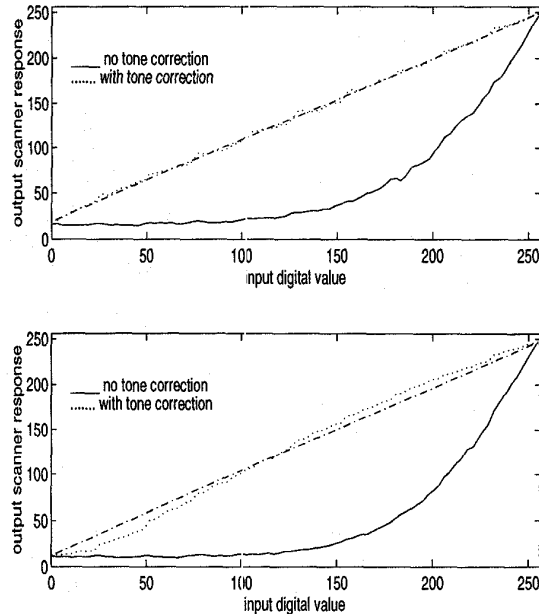 250
200
150
100
50
0
output scanner response
no tone correction
with tone correction
0 50 100 150 200 250
input digital value
250
200
150
100
50
0
output scanner response
no tone correction
with tone correction
0 50 100 150 200 250
input digital value